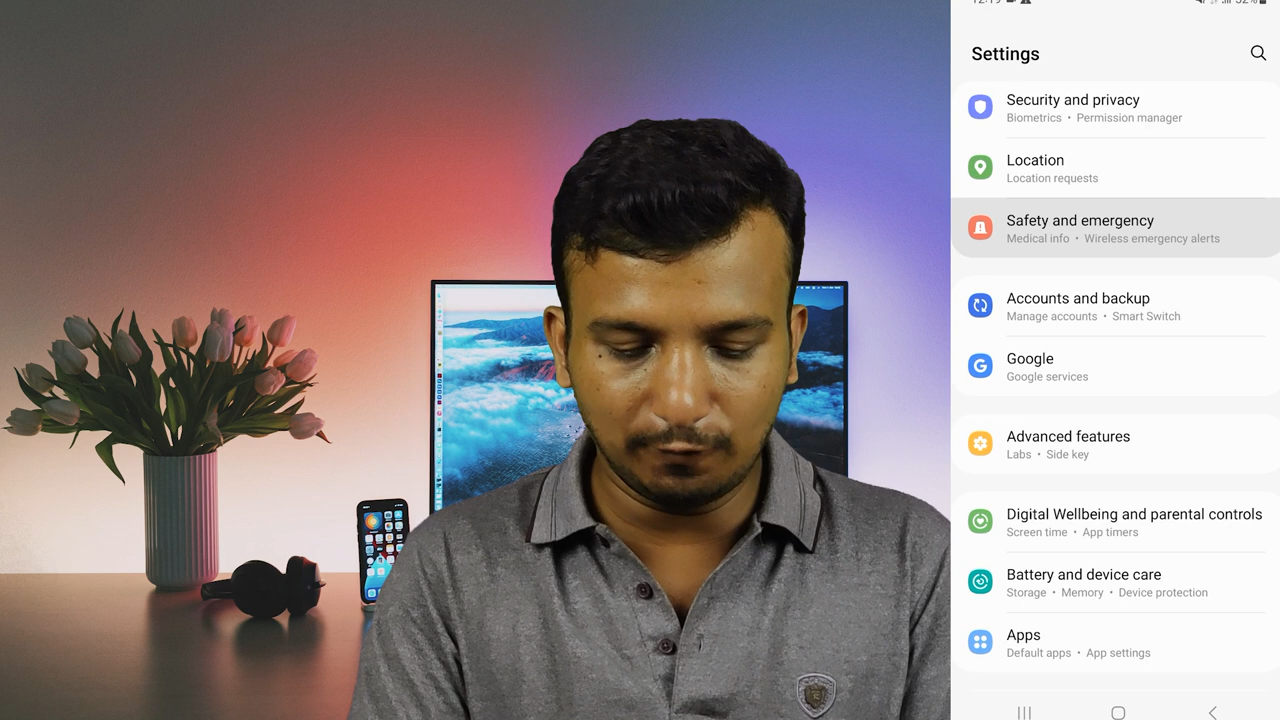 Settings
Security and privacy
Biometrics • Permission manager
Location
Location requests
Safety and emergency
Medical info • Wireless emergency alerts
Accounts and backup
Manage accounts • Smart Switch
Google
Google services
Advanced features
Labs • Side key
Digital Wellbeing and parental controls
Screen time • App timers
Battery and device care
Storage • Memory • Device protection
Apps
Default apps • App settings